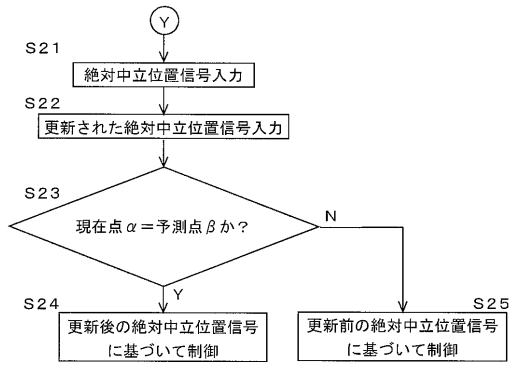 Y
S21
絶対中立位置信号入力
S22
更新された絶対中立位置信号入力
S23
現在点α=予測点βか?
N
Y
S24
更新後の絶対中立位置信号
に基づいて制御
S25
更新前の絶対中立位置信号
に基づいて制御